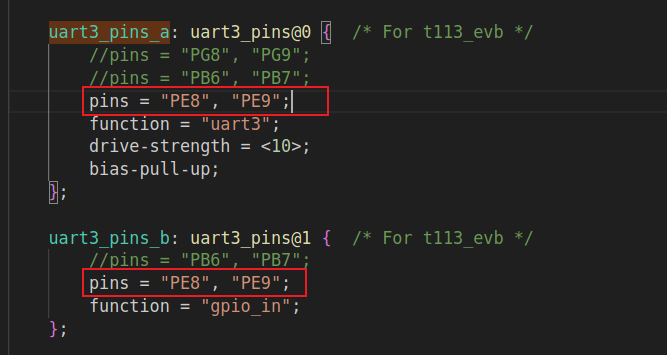 uart3_pins_a: uart3_pins@0 {  /* For t113_evb */
//pins = "PG8", "PG9";
//pins = "PB6", "PB7";
pins = "PE8", "PE9";
function = "uart3";
drive-strength = <10>;
bias-pull-up;
};
uart3_pins_b: uart3_pins@1 {  /* For t113_evb */
//pins = "PB6", "PB7";
pins = "PE8", "PE9";
function = "gpio_in";
};